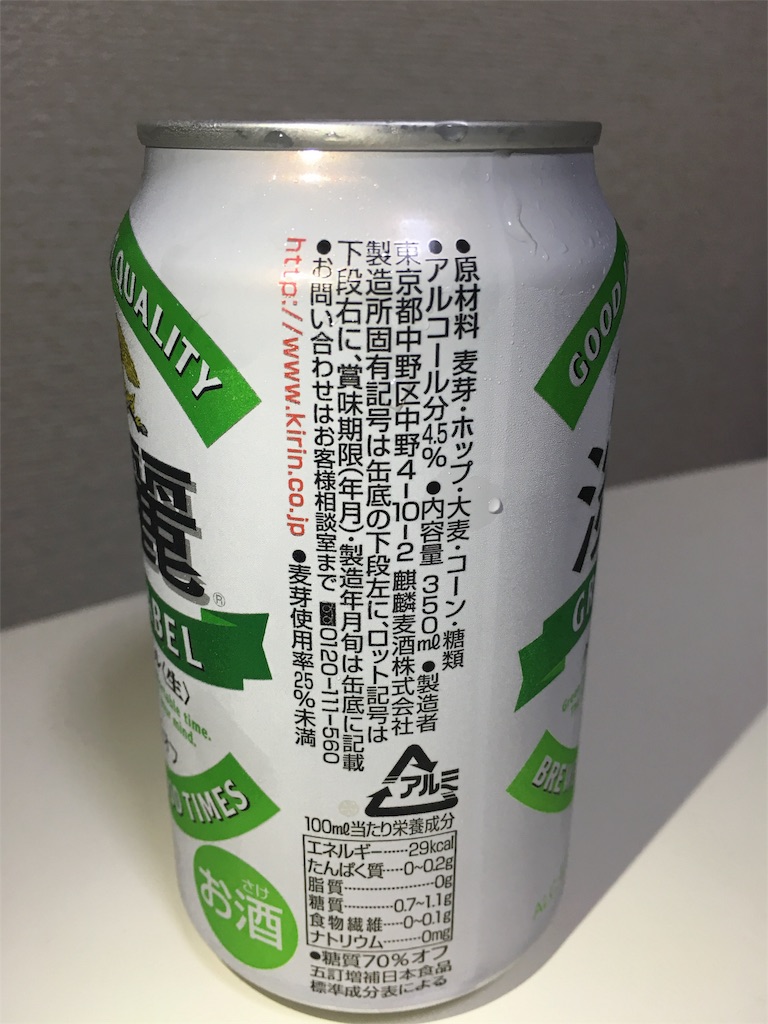 QUALITY
麗®
BEL
〈生〉
able time.
mind.
OD TIMES
お酒
さけ
●原材料 麦芽・ホップ・大麦・コーン・糖類
●アルコール分4.5% ●内容量 350ml ●製造者
東京都中野区中野4-10-2 麒麟麦酒株式会社
製造所固有記号は缶底の下段左に、ロット記号は
下段右に、賞味期限(年月)・製造年月旬は缶底に記載
●お問い合わせはお客様相談室まで 0120-111-560
http://www.kirin.co.jp ●麦芽使用率25%未満
アルミ
100ml当たり栄養成分
エネルギー……29kcal
たんぱく質……0~0.2g
脂質……0g
糖質……0.7~1.1g
食物繊維……0~0.1g
ナトリウム……0mg
●糖質70%オフ
五訂増補日本食品
標準成分表による
GOOD
GR
BREW